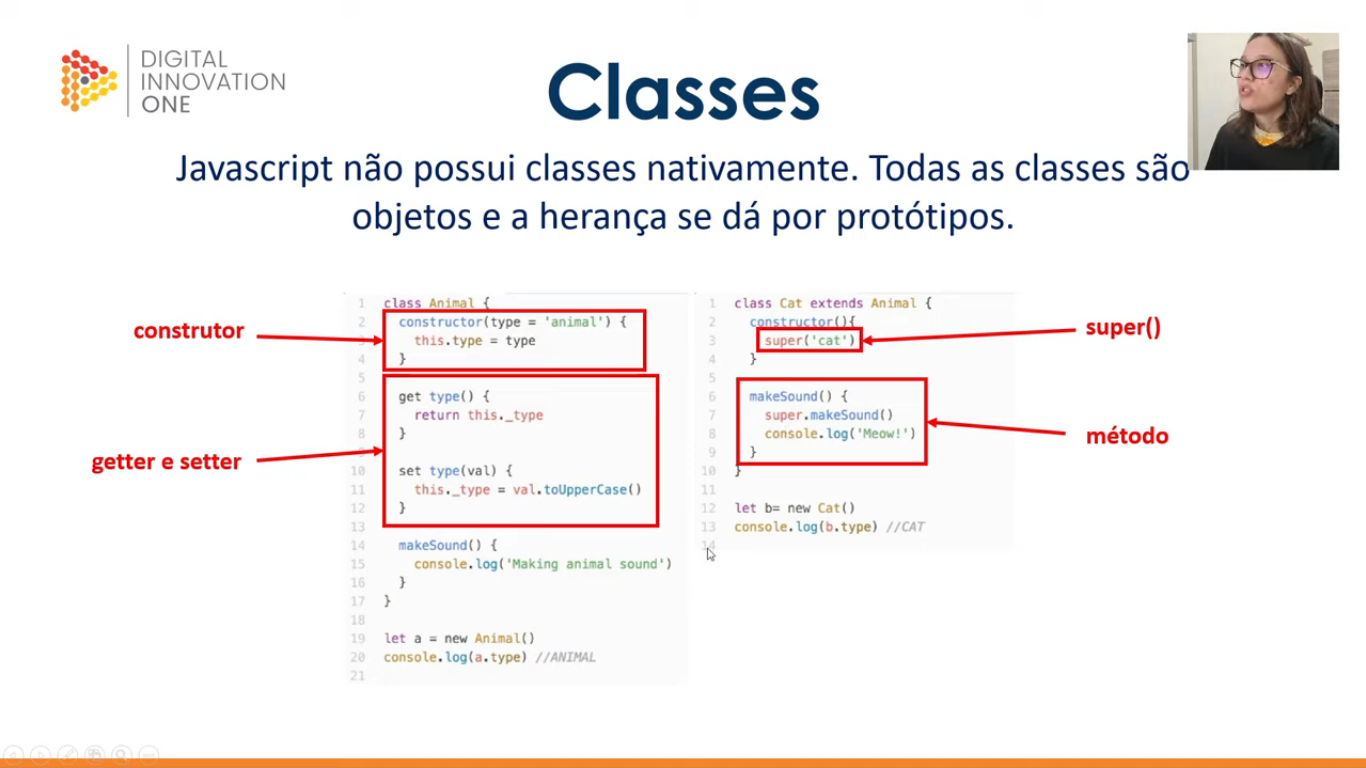 DIGITAL
INNOVATION
ONE
Classes
Javascript não possui classes nativamente. Todas as classes são
objetos e a herança se dá por protótipos.
construtor
getter e setter
1 class Animal {
2 constructor(type = 'animal') {
3 this.type = type
4 }
5
6 get type() {
7 return this._type
8 }
9
10 set type(val) {
11 this._type = val.toUpperCase()
12 }
13
14 makeSound() {
15 console.log('Making animal sound')
16 }
17 }
18
19 let a = new Animal()
20 console.log(a.type) //ANIMAL
21
1 class Cat extends Animal {
2 constructor(){
3 super('cat')
4 }
5
6 makeSound() {
7 super.makeSound()
8 console.log('Meow!')
9 }
10 }
11
12 let b= new Cat()
13 console.log(b.type) //CAT
14
super()
método